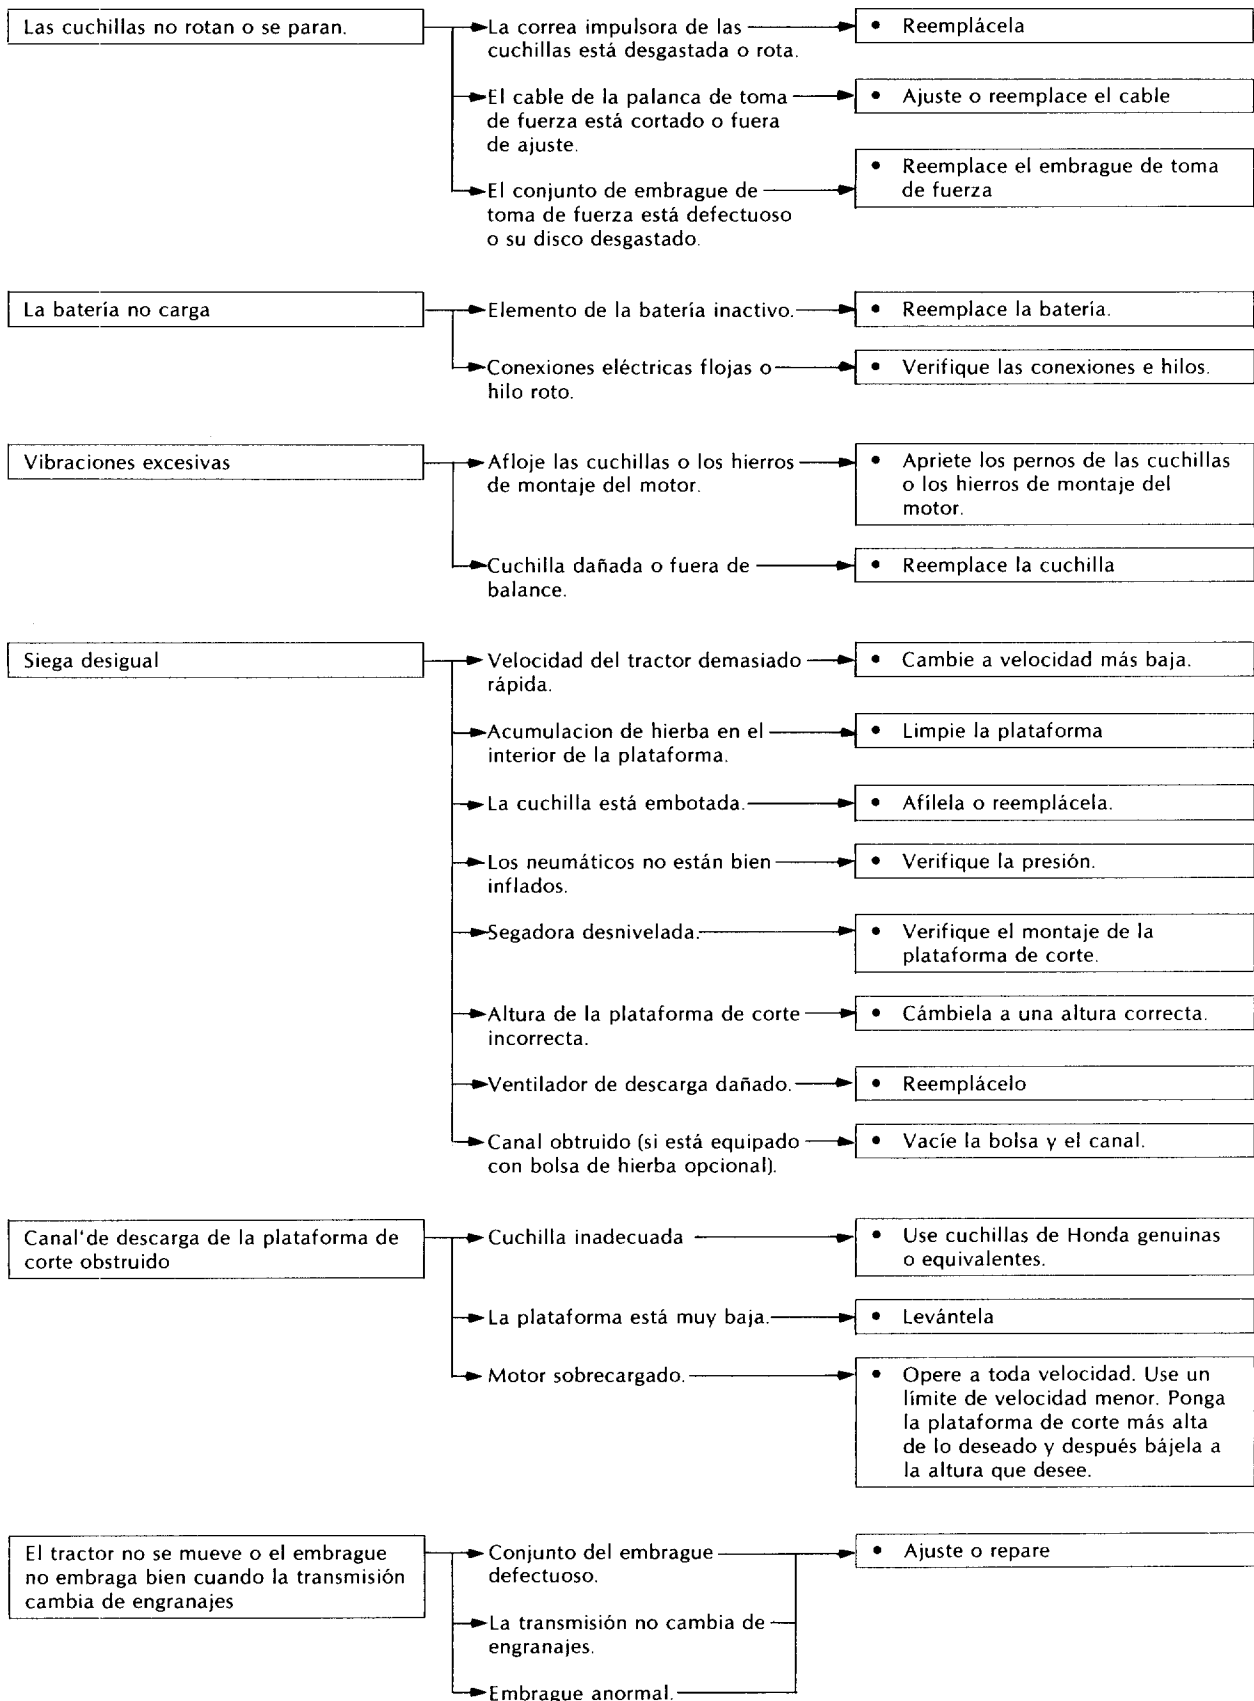 Las cuchillas no rotan o se paran.
La correa impulsora de las
cuchillas está desgastada o rota.
• Reemplácela
El cable de la palanca de toma
de fuerza está cortado o fuera
de ajuste.
• Ajuste o reemplace el cable
El conjunto de embrague de
toma de fuerza está defectuoso
o su disco desgastado.
• Reemplace el embrague de toma
de fuerza
La batería no carga
Elemento de la batería inactivo.
• Reemplace la batería.
Conexiones eléctricas flojas o
hilo roto.
• Verifique las conexiones e hilos.
Vibraciones excesivas
Afloje las cuchillas o los hierros
de montaje del motor.
• Apriete los pernos de las cuchillas
o los hierros de montaje del
motor.
Cuchilla dañada o fuera de
balance.
• Reemplace la cuchilla
Siega desigual
Velocidad del tractor demasiado
rápida.
• Cambie a velocidad más baja.
Acumulacion de hierba en el
interior de la plataforma.
• Limpie la plataforma
La cuchilla está embotada.
• Afílela o reemplácela.
Los neumáticos no están bien
inflados.
• Verifique la presión.
Segadora desnivelada.
• Verifique el montaje de la
plataforma de corte.
Altura de la plataforma de corte
incorrecta.
• Cámbiela a una altura correcta.
Ventilador de descarga dañado.
• Reemplácelo
Canal obtruido (si está equipado
con bolsa de hierba opcional).
• Vacíe la bolsa y el canal.
Canal de descarga de la plataforma de
corte obstruido
Cuchilla inadecuada
• Use cuchillas de Honda genuinas
o equivalentes.
La plataforma está muy baja.
• Levántela
Motor sobrecargado.
• Opere a toda velocidad. Use un
límite de velocidad menor. Ponga
la plataforma de corte más alta
de lo deseado y después bájela a
la altura que desee.
El tractor no se mueve o el embrague
no embraga bien cuando la transmisión
cambia de engranajes
Conjunto del embrague
defectuoso.
• Ajuste o repare
La transmisión no cambia de
engranajes.
Embrague anormal.